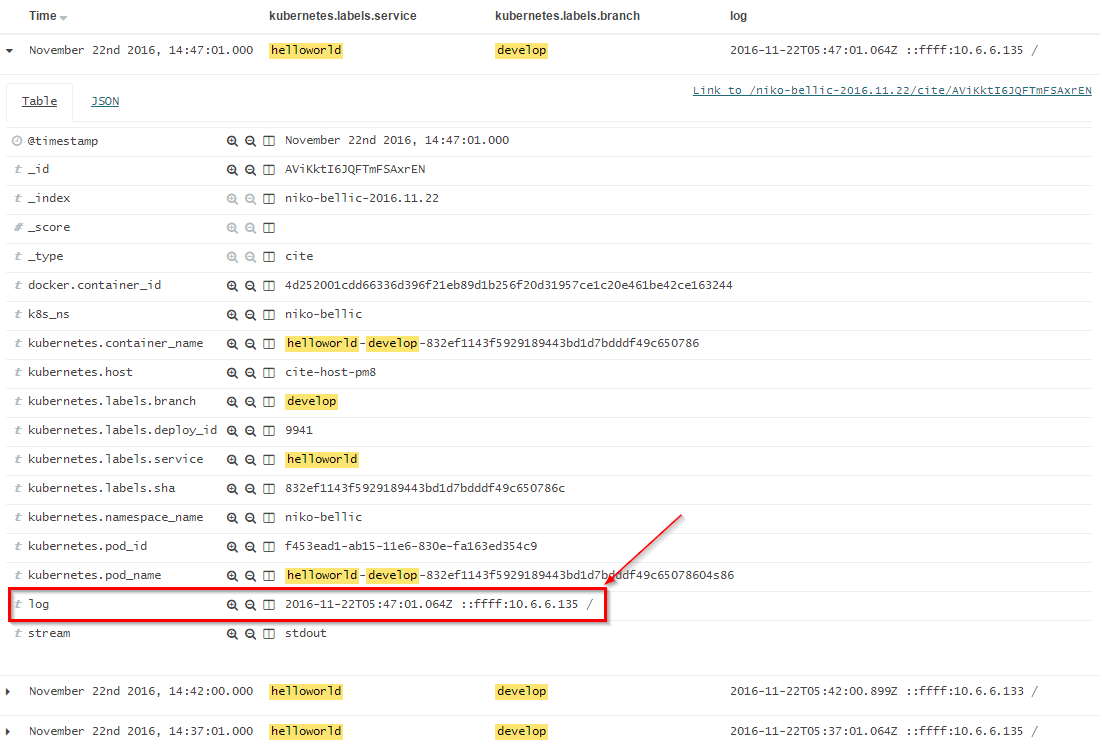 Time kubernetes.labels.service kubernetes.labels.branch log
November 22nd 2016, 14:47:01.000 helloworld develop 2016-11-22T05:47:01.064Z ::ffff:10.6.6.135 /
Table JSON Link to /niko-bellic-2016.11.22/cite/AViKktI6JQFTmFSAxrEN
@timestamp November 22nd 2016, 14:47:01.000
t _id AViKktI6JQFTmFSAxrEN
t _index niko-bellic-2016.11.22
# _score
t _type cite
t docker.container_id 4d252001cdd66336d396f21eb89d1b256f20d31957ce1c20e461be42ce163244
t k8s_ns niko-bellic
t kubernetes.container_name helloworld-develop-832ef1143f5929189443bd1d7bdddf49c650786
t kubernetes.host cite-host-pm8
t kubernetes.labels.branch develop
t kubernetes.labels.deploy_id 9941
t kubernetes.labels.service helloworld
t kubernetes.labels.sha 832ef1143f5929189443bd1d7bdddf49c650786c
t kubernetes.namespace_name niko-bellic
t kubernetes.pod_id f453ead1-ab15-11e6-830e-fa163ed354c9
t kubernetes.pod_name helloworld-develop-832ef1143f5929189443bd1d7bdddf49c65078604s86
t log 2016-11-22T05:47:01.064Z ::ffff:10.6.6.135 /
t stream stdout
November 22nd 2016, 14:42:00.000 helloworld develop 2016-11-22T05:42:00.899Z ::ffff:10.6.6.133 /
November 22nd 2016, 14:37:01.000 helloworld develop 2016-11-22T05:37:01.064Z ::ffff:10.6.6.135 /